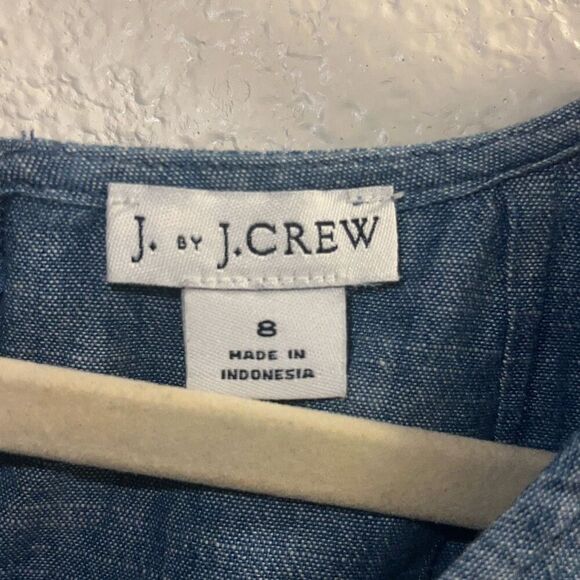 J. BY J.CREW
8
MADE IN
INDONESIA